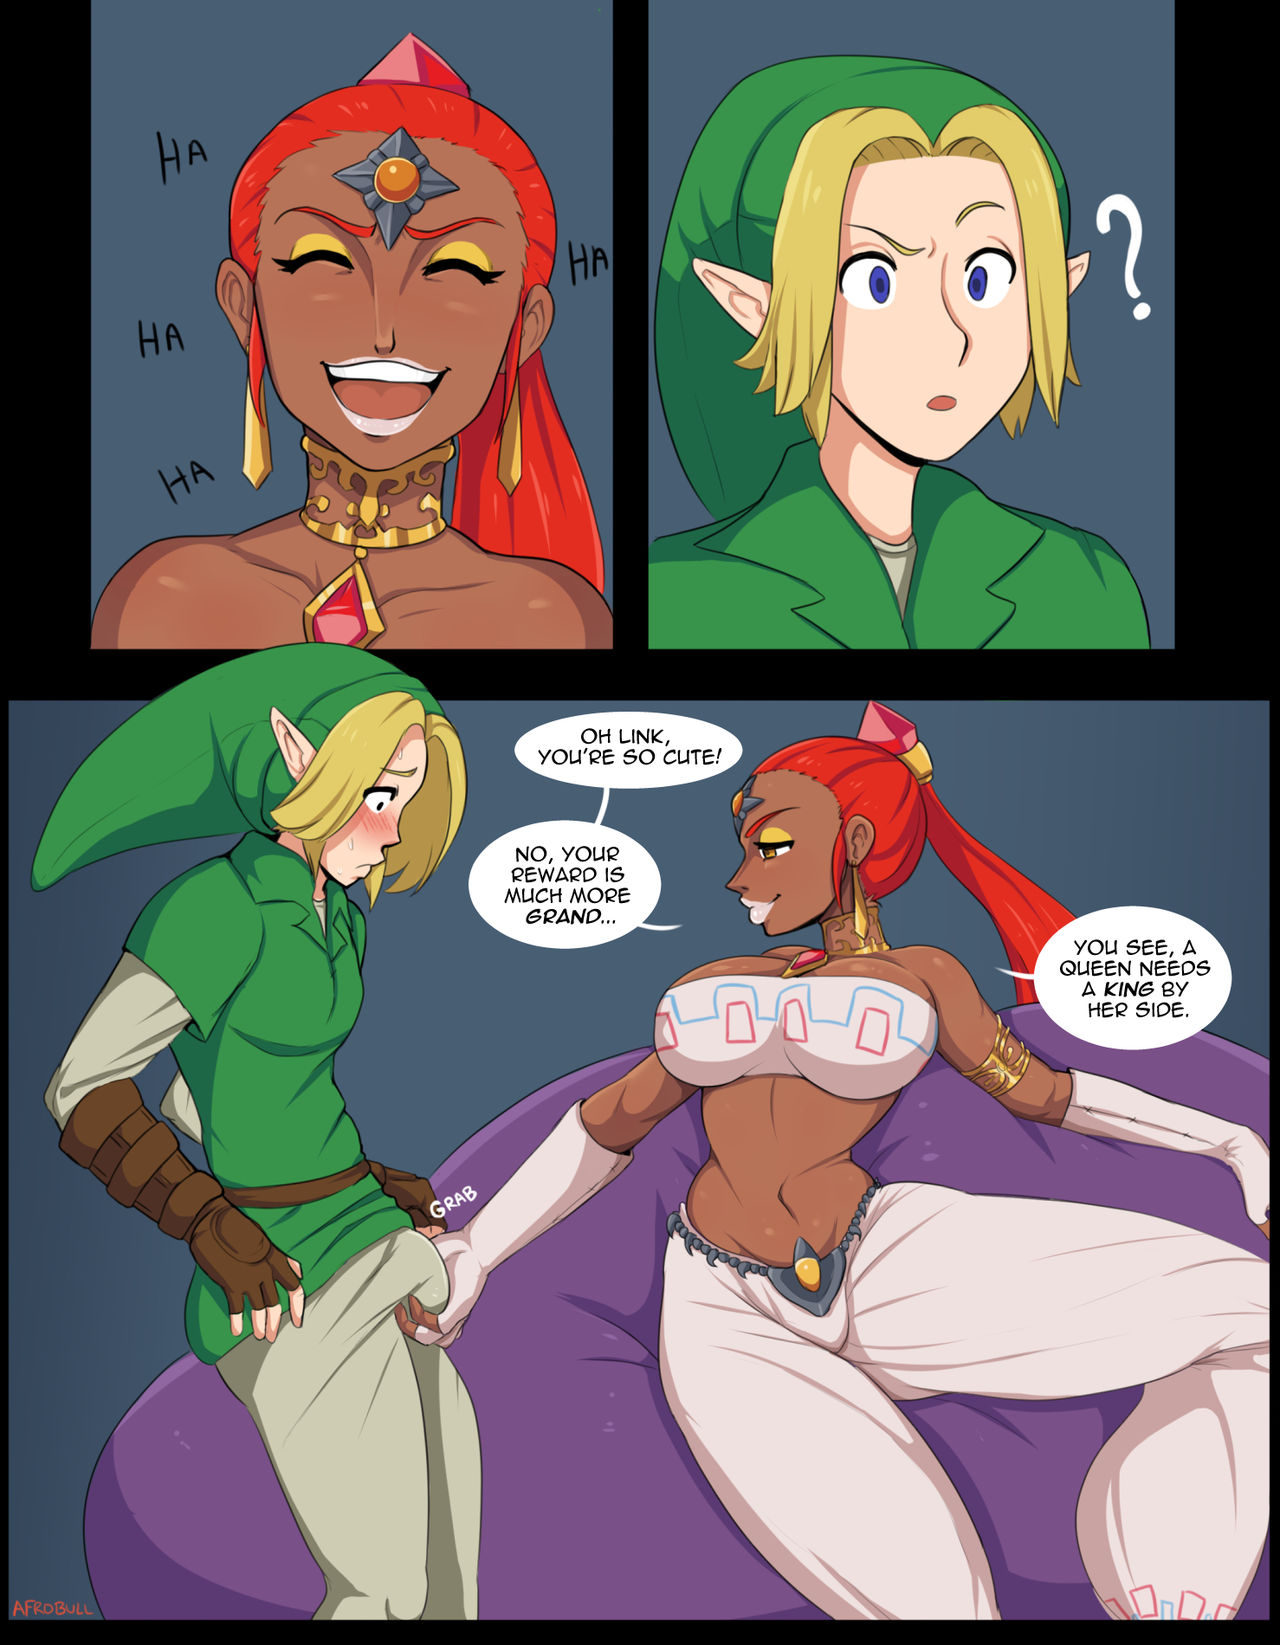 HA
HA
HA
HA
?
OH LINK,
YOU'RE SO CUTE!
NO, YOUR
REWARD IS
MUCH MORE
GRAND...
YOU SEE, A
QUEEN NEEDS
A KING BY
HER SIDE.
GRAB
AFROBULL